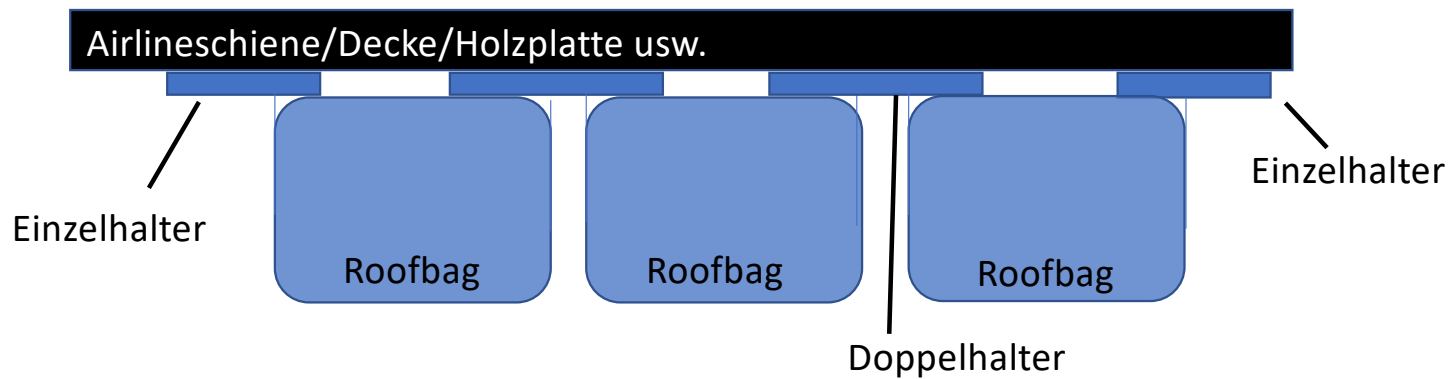 Airlineschiene/Decke/Holzplatte usw.
Einzelhalter
Einzelhalter
Roofbag
Roofbag
Roofbag
Doppelhalter